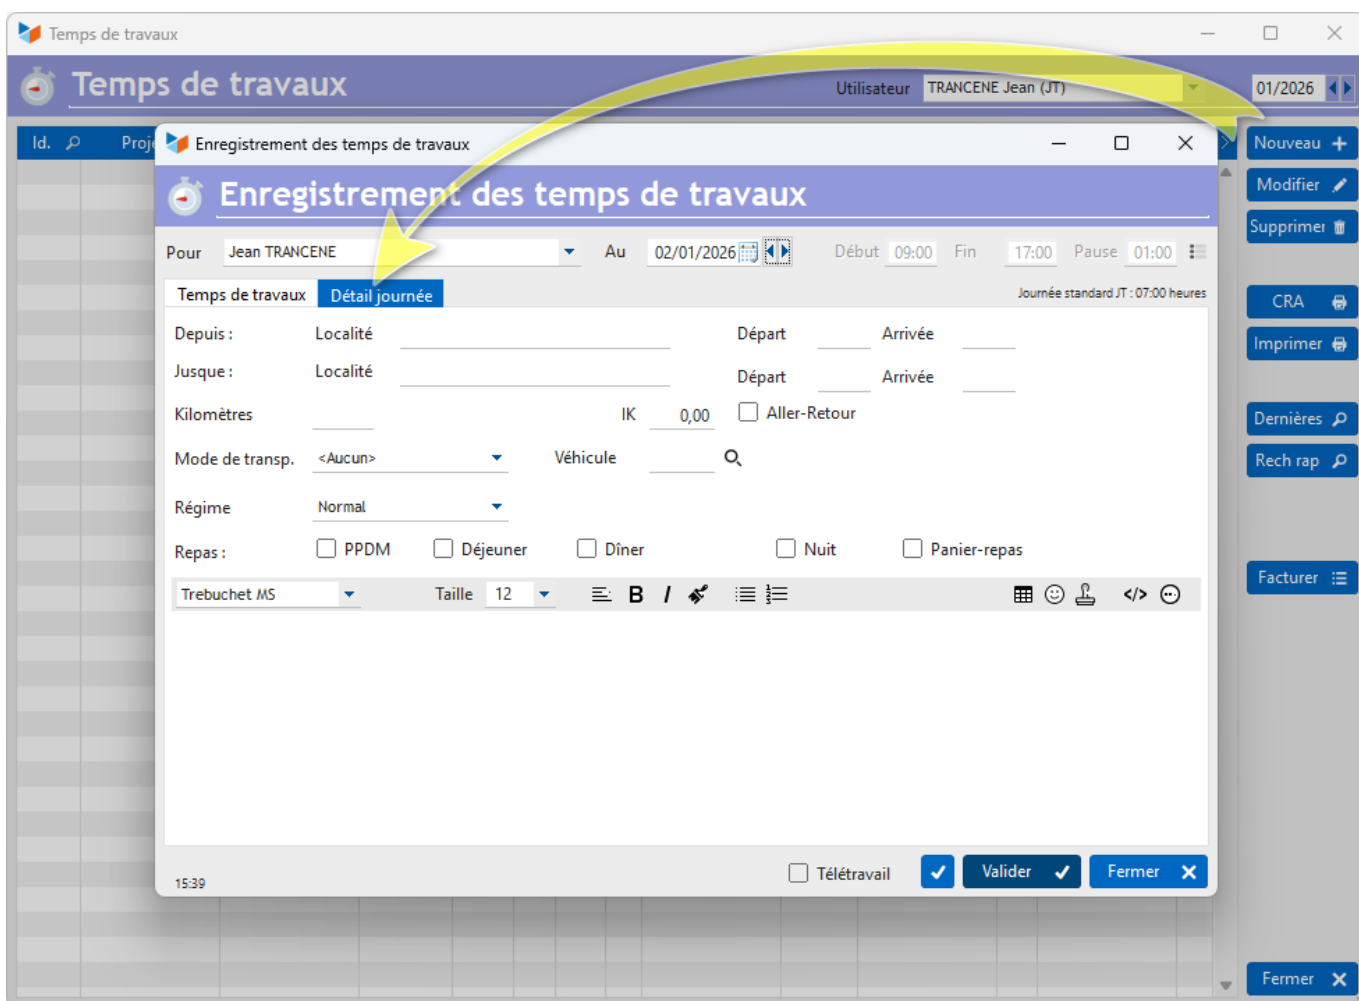 Temps de travaux
Temps de travaux
Utilisateur TRANCENE Jean (JT) 01/2026
Id. Proje
Nouveau
Modifier
Supprimer
CRA
Imprimer
Dernières
Rech rap
Facturer
Fermer
Enregistrement des temps de travaux
Enregistrement des temps de travaux
Pour Jean TRANCENE Au 02/01/2026 Début 09:00 Fin 17:00 Pause 01:00
Temps de travaux Détail journée Journée standard JT : 07:00 heures
Depuis : Localité Départ Arrivée
Jusque : Localité Départ Arrivée
Kilomètres IK 0,00 Aller-Retour
Mode de transp. <Aucun> Véhicule
Régime Normal
Repas : PPDM Déjeuner Dîner Nuit Panier-repas
Trebuchet MS Taille 12 B I </>
15:39 Télétravail Valider Fermer